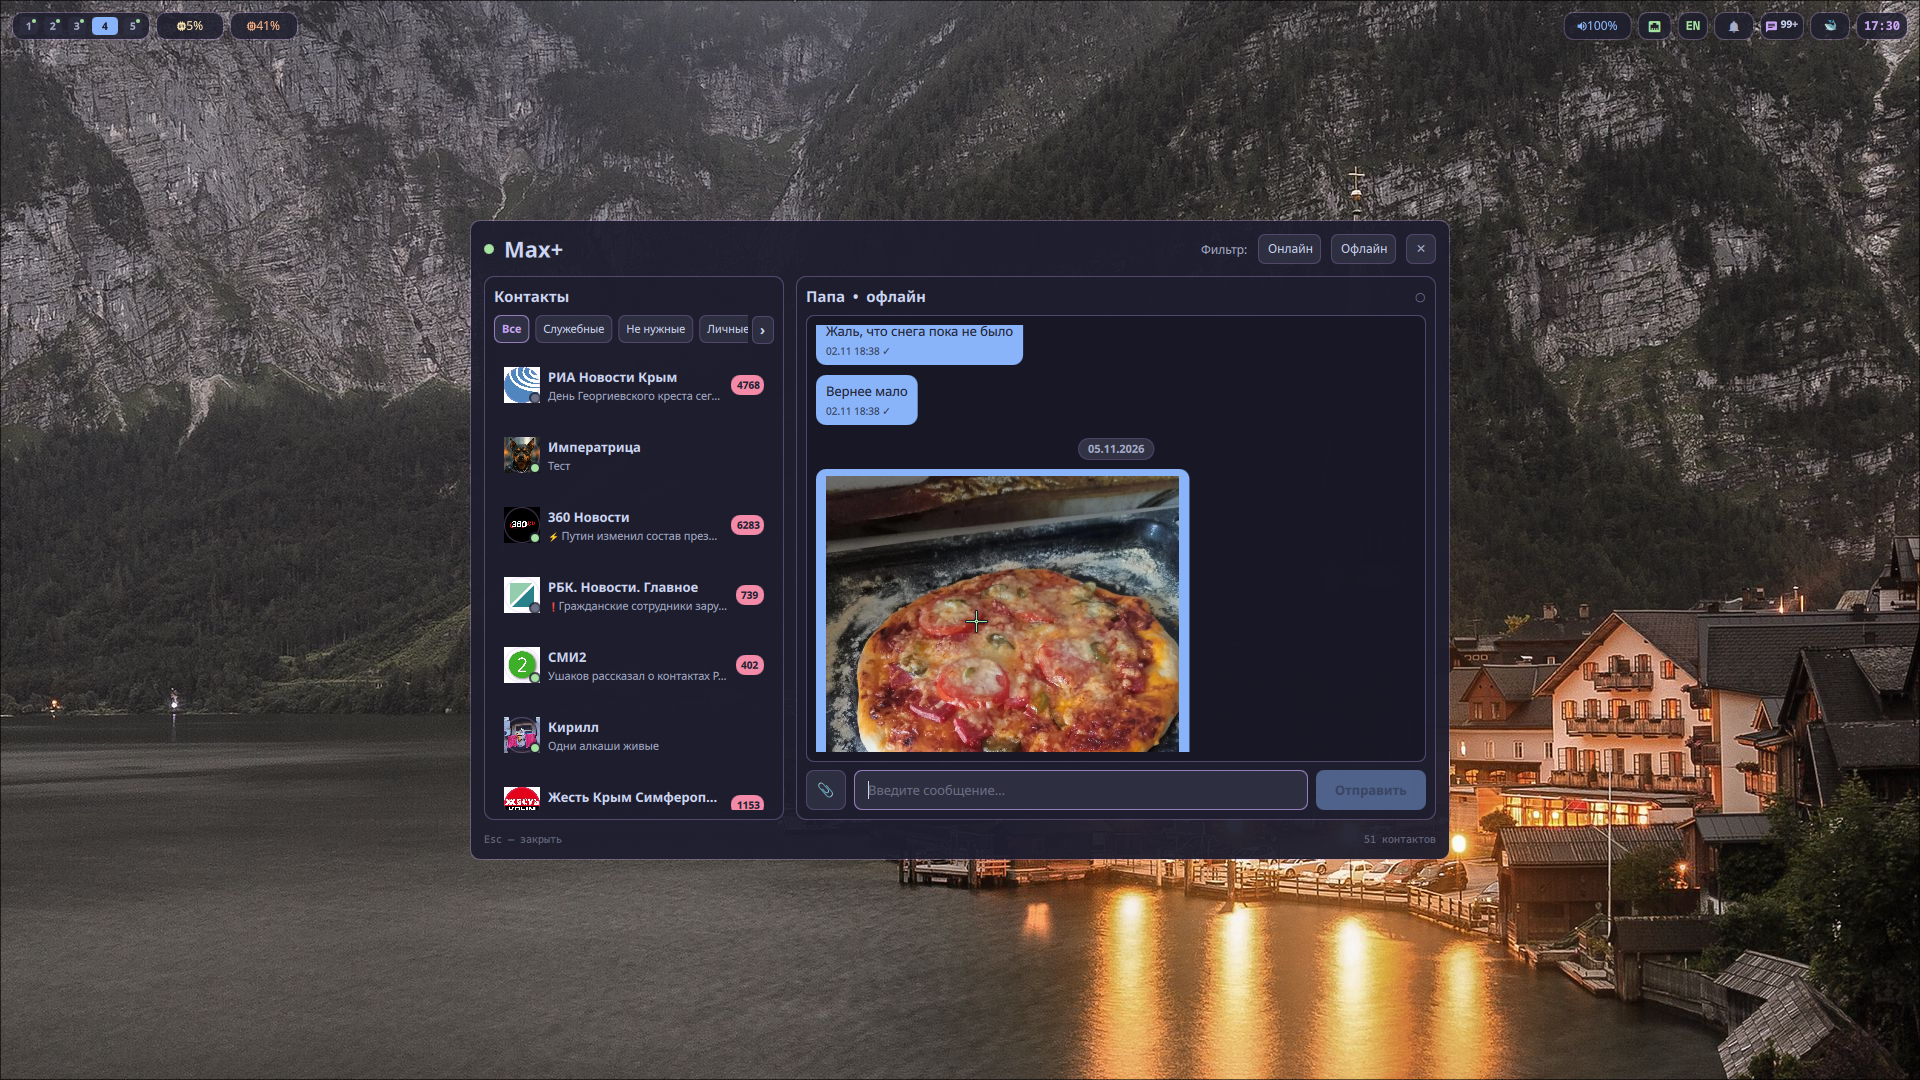 1 2 3 4 5 5% 41%
100% EN 99+ 17:30
Max+
Фильтр: Онлайн Офлайн ×
Контакты
Все Служебные Не нужные Личные ›
РИА Новости Крым
День Георгиевского креста сег...
4768
Императрица
Тест
360 Новости
⚡ Путин изменил состав през...
6283
РБК. Новости. Главное
❗Гражданские сотрудники зару...
739
СМИ2
Ушаков рассказал о контактах Р...
402
Кирилл
Одни алкаши живые
Жесть Крым Симфероп...
1153
Папа • офлайн
Жаль, что снега пока не было
02.11 18:38 ✓
Вернее мало
02.11 18:38 ✓
05.11.2026
Введите сообщение...
Отправить
Esc — закрыть
51 контактов